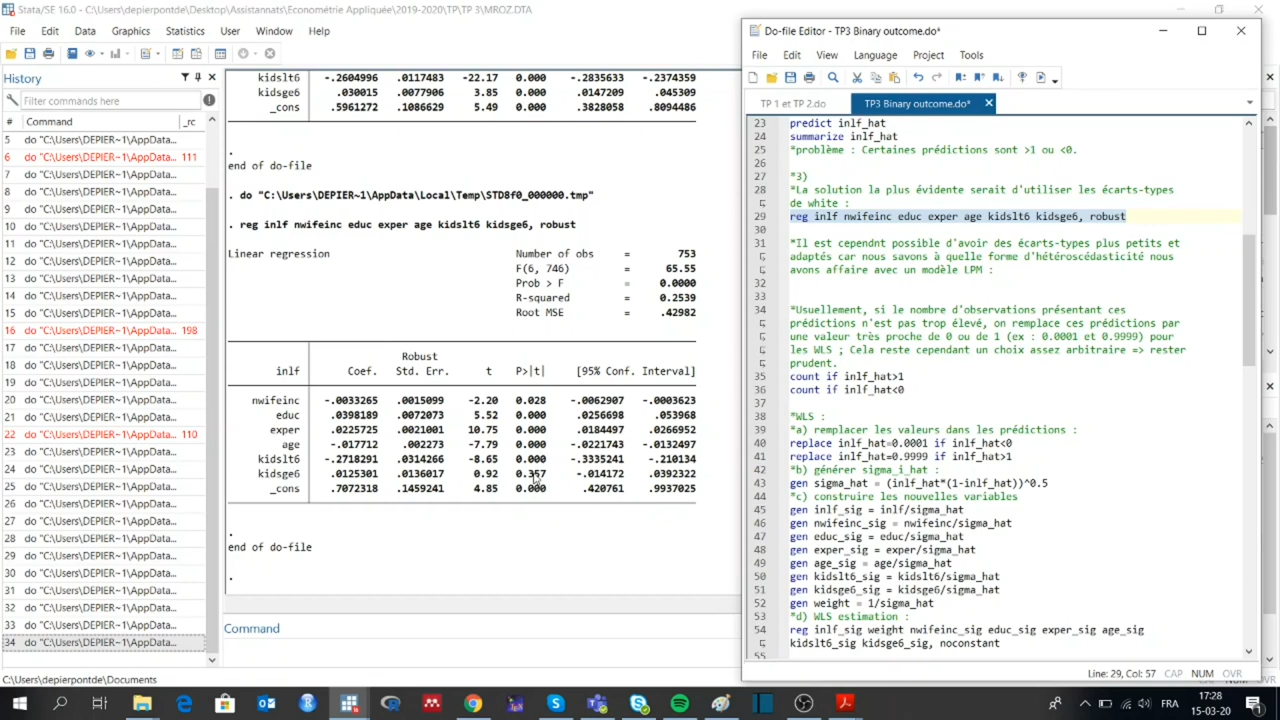 Stata/SE 16.0 - C:\Users\depierpontde\Desktop\Assistannats\Econométrie Appliquée\2019-2020\TP\TP 3\MROZ.DTA
File Edit Data Graphics Statistics User Window Help
History
Filter commands here
# Command _rc
5 do "C:\Users\DEPIER~1\AppData...
6 do "C:\Users\DEPIER~1\AppData... 111
7 do "C:\Users\DEPIER~1\AppData...
8 do "C:\Users\DEPIER~1\AppData...
9 do "C:\Users\DEPIER~1\AppData...
10 do "C:\Users\DEPIER~1\AppData...
11 do "C:\Users\DEPIER~1\AppData...
12 do "C:\Users\DEPIER~1\AppData...
13 do "C:\Users\DEPIER~1\AppData...
14 do "C:\Users\DEPIER~1\AppData...
15 do "C:\Users\DEPIER~1\AppData...
16 do "C:\Users\DEPIER~1\AppData... 198
17 do "C:\Users\DEPIER~1\AppData...
18 do "C:\Users\DEPIER~1\AppData...
19 do "C:\Users\DEPIER~1\AppData...
20 do "C:\Users\DEPIER~1\AppData...
21 do "C:\Users\DEPIER~1\AppData...
22 do "C:\Users\DEPIER~1\AppData... 110
23 do "C:\Users\DEPIER~1\AppData...
24 do "C:\Users\DEPIER~1\AppData...
25 do "C:\Users\DEPIER~1\AppData...
26 do "C:\Users\DEPIER~1\AppData...
27 do "C:\Users\DEPIER~1\AppData...
28 do "C:\Users\DEPIER~1\AppData...
29 do "C:\Users\DEPIER~1\AppData...
30 do "C:\Users\DEPIER~1\AppData...
31 do "C:\Users\DEPIER~1\AppData...
32 do "C:\Users\DEPIER~1\AppData...
33 do "C:\Users\DEPIER~1\AppData...
34 do "C:\Users\DEPIER~1\AppData...
kidslt6 -.2604996 .0117483 -22.17 0.000 -.2835633 -.2374359
kidsge6 .030015 .0077906 3.85 0.000 .0147209 .045309
_cons .5961272 .1086629 5.49 0.000 .3828058 .8094486
.
end of do-file
. do "C:\Users\DEPIER~1\AppData\Local\Temp\STD8f0_000000.tmp"
. reg inlf nwifeinc educ exper age kidslt6 kidsge6, robust
Linear regression Number of obs = 753
F(6, 746) = 65.55
Prob > F = 0.0000
R-squared = 0.2539
Root MSE = .42982
Robust
inlf Coef. Std. Err. t P>|t| [95% Conf. Interval]
nwifeinc -.0033265 .0015099 -2.20 0.028 -.0062907 -.0003623
educ .0398189 .0072073 5.52 0.000 .0256698 .053968
exper .0225725 .0021001 10.75 0.000 .0184497 .0266952
age -.017712 .002273 -7.79 0.000 -.0221743 -.0132497
kidslt6 -.2718291 .0314266 -8.65 0.000 -.3335241 -.210134
kidsge6 .0125301 .0136017 0.92 0.357 -.014172 .0392322
_cons .7072318 .1459241 4.85 0.000 .420761 .9937025
.
end of do-file
.
Command
C:\Users\depierpontde\Documents
Do-file Editor - TP3 Binary outcome.do*
File Edit View Language Project Tools
TP 1 et TP 2.do TP3 Binary outcome.do*
23 predict inlf_hat
24 summarize inlf_hat
25 *problème : Certaines prédictions sont >1 ou <0.
26
27 *3)
28 *La solution la plus évidente serait d'utiliser les écarts-types
de white :
29 reg inlf nwifeinc educ exper age kidslt6 kidsge6, robust
30
31 *Il est cependnt possible d'avoir des écarts-types plus petits et
adaptés car nous savons à quelle forme d'hétéroscédasticité nous
avons affaire avec un modèle LPM :
32
33
34 *Usuellement, si le nombre d'observations présentant ces
prédictions n'est pas trop élevé, on remplace ces prédictions par
une valeur très proche de 0 ou de 1 (ex : 0.0001 et 0.9999) pour
les WLS ; Cela reste cependant un choix assez arbitraire => rester
prudent.
35 count if inlf_hat>1
36 count if inlf_hat<0
37
38 *WLS :
39 *a) remplacer les valeurs dans les prédictions :
40 replace inlf_hat=0.0001 if inlf_hat<0
41 replace inlf_hat=0.9999 if inlf_hat>1
42 *b) générer sigma_i_hat :
43 gen sigma_hat = (inlf_hat*(1-inlf_hat))^0.5
44 *c) construire les nouvelles variables
45 gen inlf_sig = inlf/sigma_hat
46 gen nwifeinc_sig = nwifeinc/sigma_hat
47 gen educ_sig = educ/sigma_hat
48 gen exper_sig = exper/sigma_hat
49 gen age_sig = age/sigma_hat
50 gen kidslt6_sig = kidslt6/sigma_hat
51 gen kidsge6_sig = kidsge6/sigma_hat
52 gen weight = 1/sigma_hat
53 *d) WLS estimation :
54 reg inlf_sig weight nwifeinc_sig educ_sig exper_sig age_sig
kidslt6_sig kidsge6_sig, noconstant
55
Line: 29, Col: 57 CAP NUM OVR
FRA
17:28
15-03-20